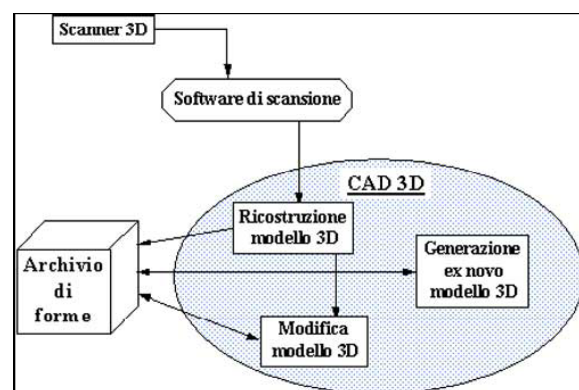 Scanner 3D
Software di scansione
CAD 3D
Ricostruzione
modello 3D
Generazione
ex novo
modello 3D
Archivio
di
forme
Modifica
modello 3D